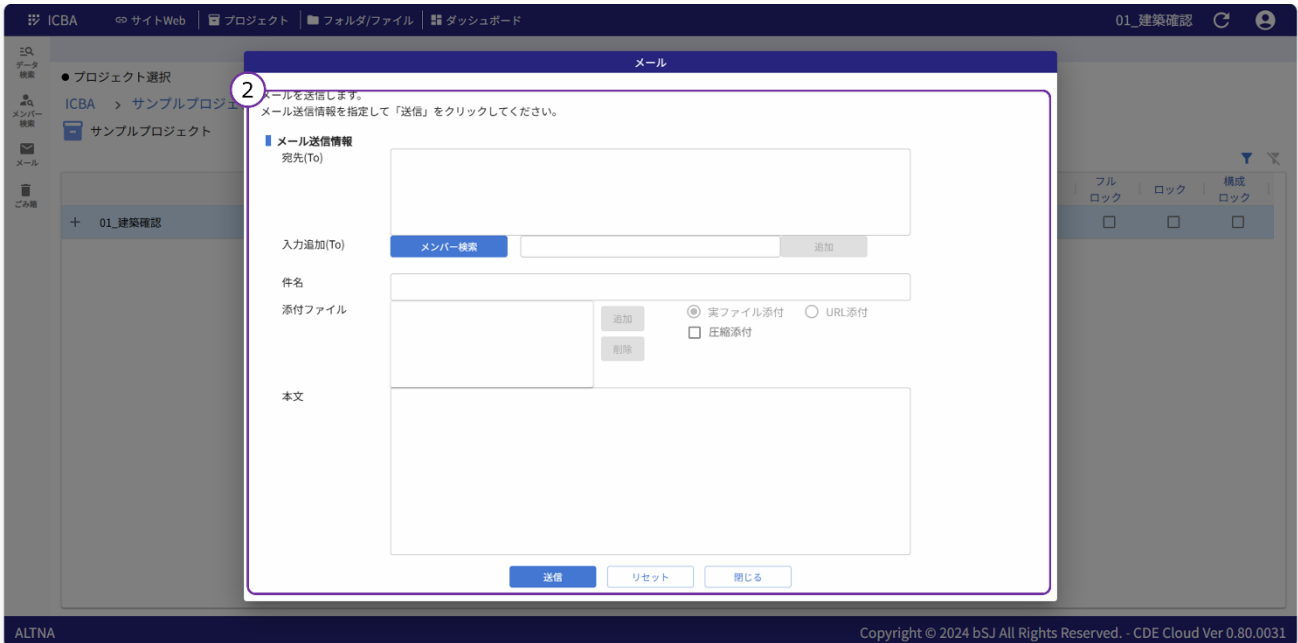 ICBA サイトWeb プロジェクト フォルダ/ファイル ダッシュボード 01_建築確認
データ
検索
メンバー
検索
メール
ごみ箱
● プロジェクト選択
ICBA > サンプルプロジェ
サンプルプロジェクト
フル
ロック
ロック
構成
ロック
+ 01_建築確認
メール
2
メールを送信します。
メール送信情報を指定して「送信」をクリックしてください。
メール送信情報
宛先(To)
入力追加(To) メンバー検索 追加
件名
添付ファイル 追加 実ファイル添付 URL添付
圧縮添付
削除
本文
送信 リセット 閉じる
ALTNA Copyright © 2024 bSJ All Rights Reserved. - CDE Cloud Ver 0.80.0031